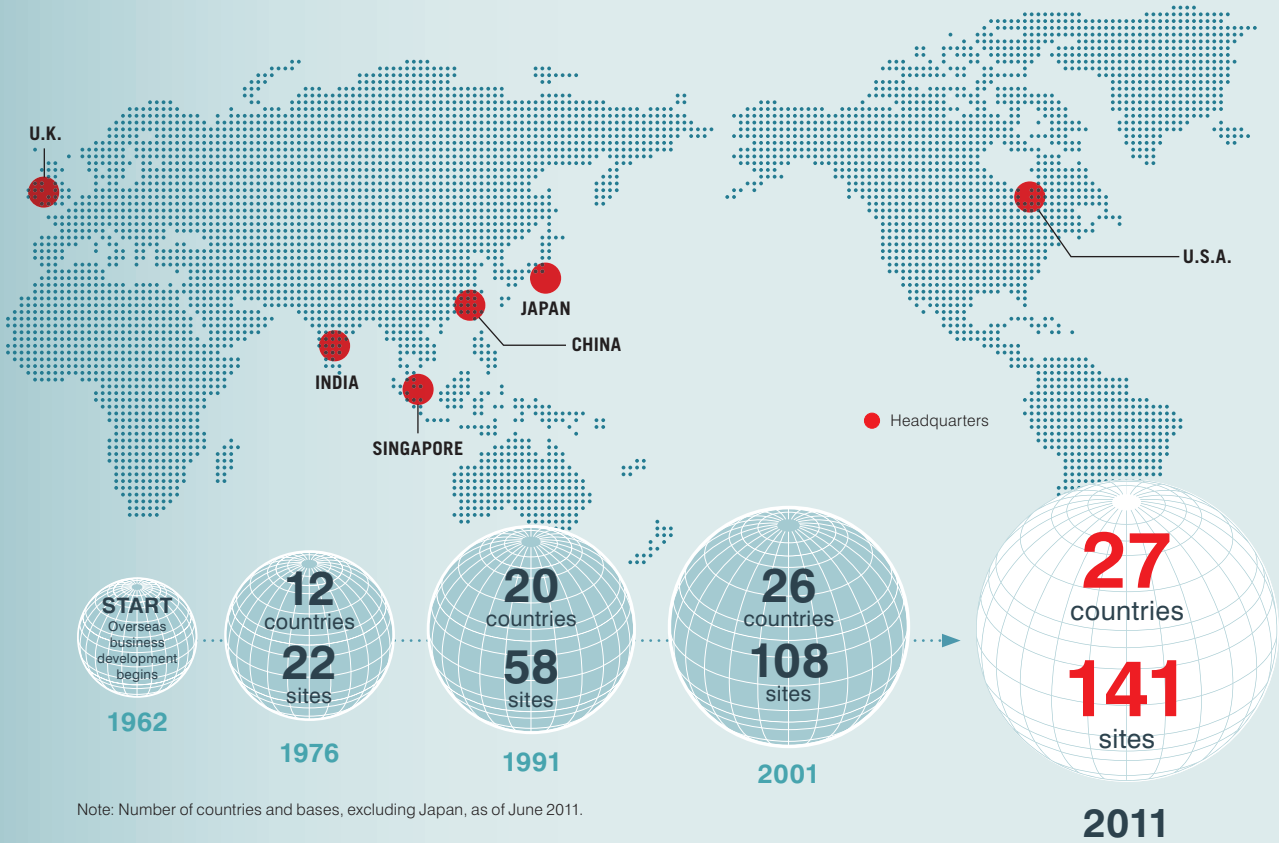 U.K.
U.S.A.
JAPAN
CHINA
INDIA
SINGAPORE
Headquarters
START
Overseas
business
development
begins
1962
12
countries
22
sites
1976
20
countries
58
sites
1991
26
countries
108
sites
2001
27
countries
141
sites
2011
Note: Number of countries and bases, excluding Japan, as of June 2011.